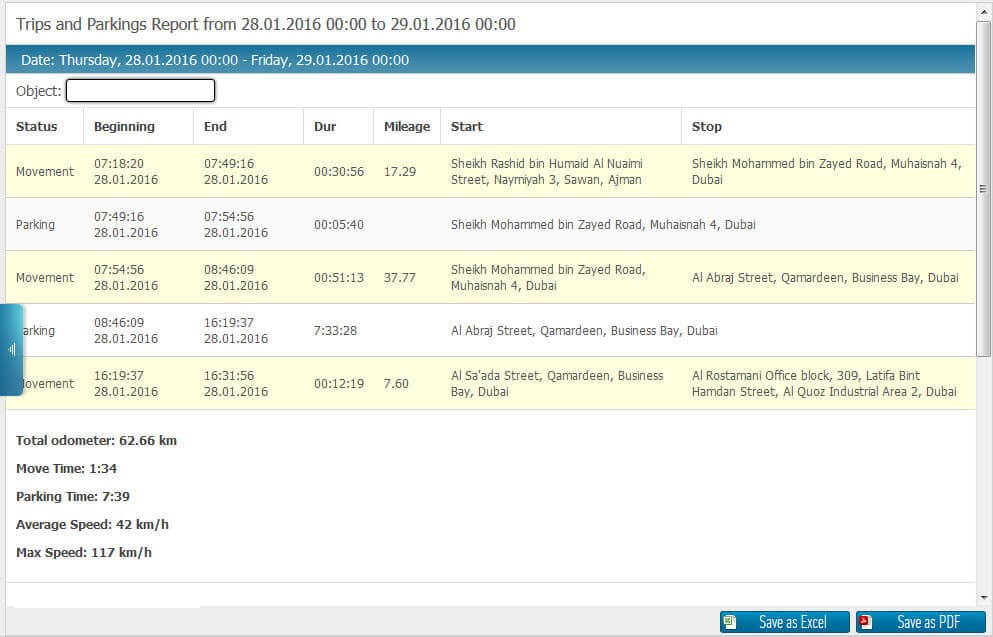 Trips and Parkings Report from 28.01.2016 00:00 to 29.01.2016 00:00
Date: Thursday, 28.01.2016 00:00 - Friday, 29.01.2016 00:00
Object:
Status Beginning End Dur Mileage Start Stop
Movement 07:18:20 28.01.2016 07:49:16 28.01.2016 00:30:56 17.29 Sheikh Rashid bin Humaid Al Nuaimi Street, Naymiyah 3, Sawan, Ajman Sheikh Mohammed bin Zayed Road, Muhaisnah 4, Dubai
Parking 07:49:16 28.01.2016 07:54:56 28.01.2016 00:05:40 Sheikh Mohammed bin Zayed Road, Muhaisnah 4, Dubai
Movement 07:54:56 28.01.2016 08:46:09 28.01.2016 00:51:13 37.77 Sheikh Mohammed bin Zayed Road, Muhaisnah 4, Dubai Al Abraj Street, Qamardeen, Business Bay, Dubai
arking 08:46:09 28.01.2016 16:19:37 28.01.2016 7:33:28 Al Abraj Street, Qamardeen, Business Bay, Dubai
ovement 16:19:37 28.01.2016 16:31:56 28.01.2016 00:12:19 7.60 Al Sa'ada Street, Qamardeen, Business Bay, Dubai Al Rostamani Office block, 309, Latifa Bint Hamdan Street, Al Quoz Industrial Area 2, Dubai
Total odometer: 62.66 km
Move Time: 1:34
Parking Time: 7:39
Average Speed: 42 km/h
Max Speed: 117 km/h
Save as Excel Save as PDF